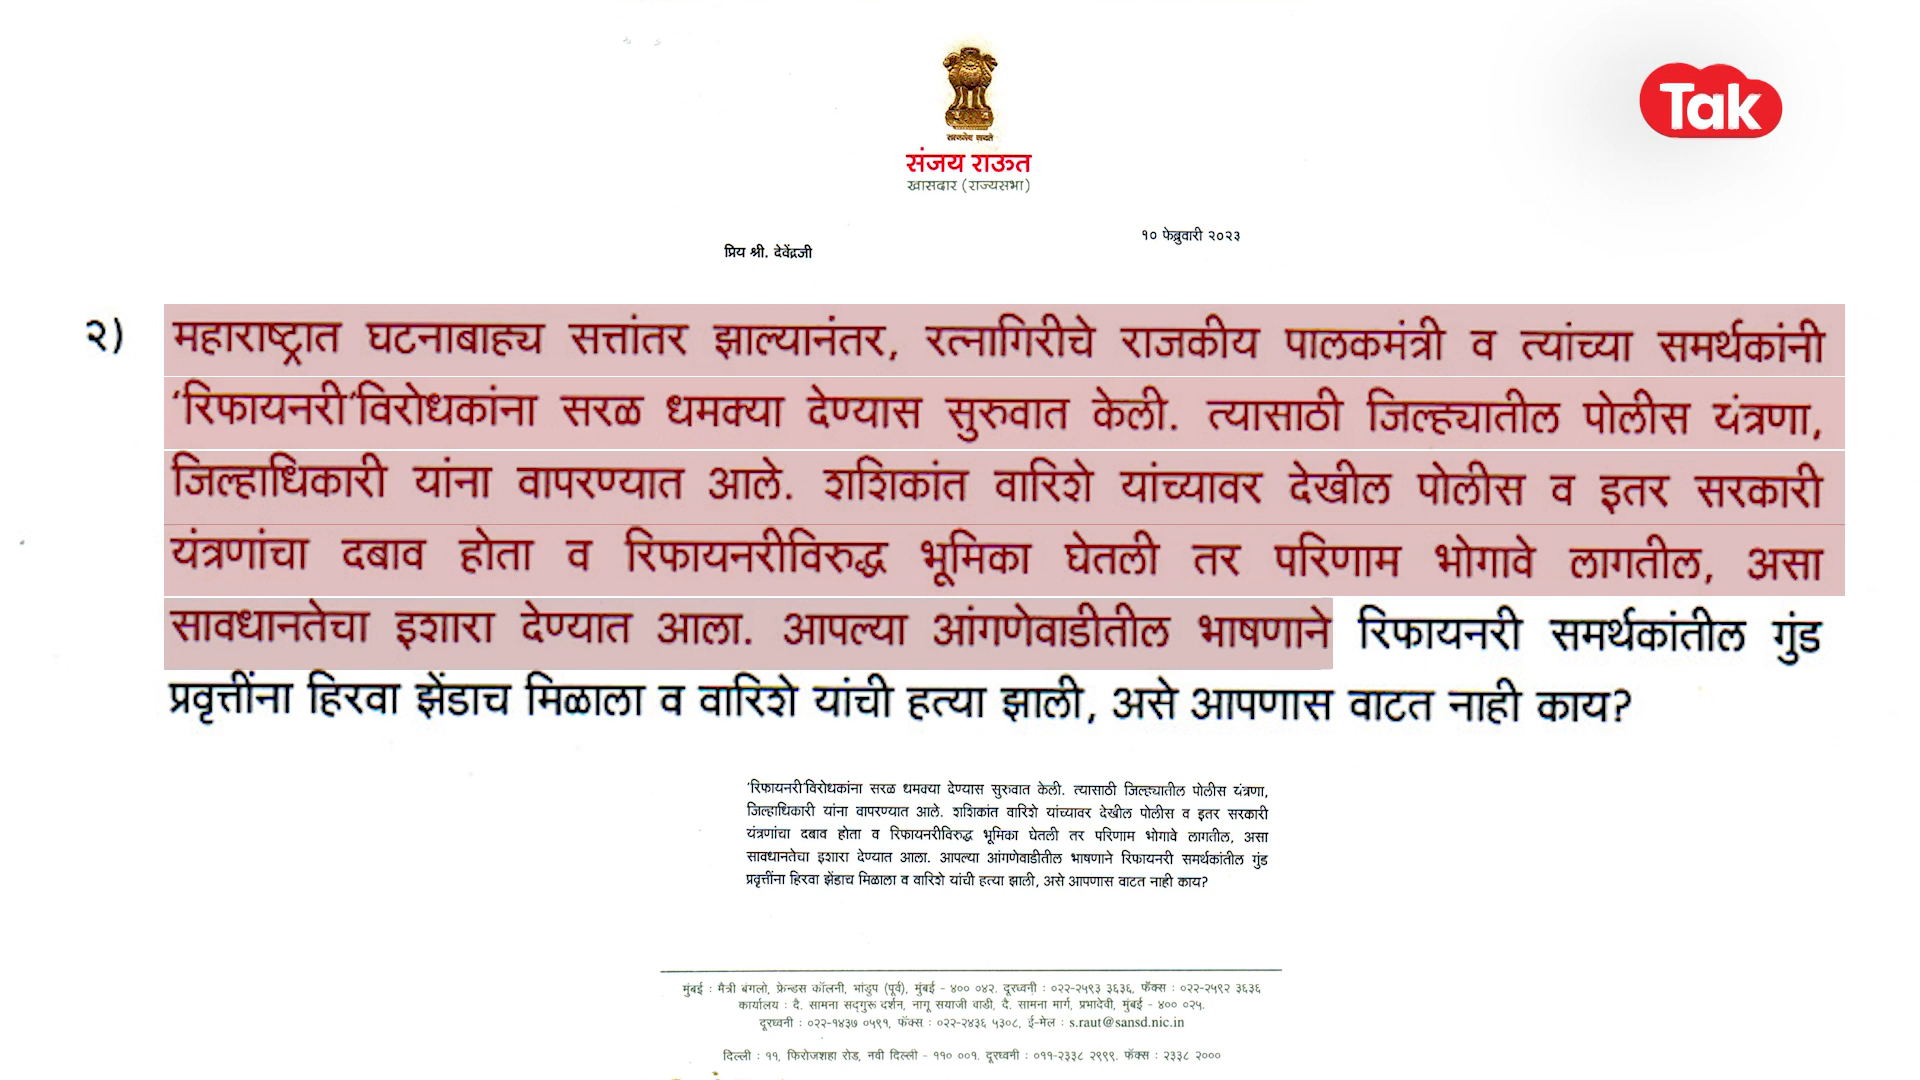 Tak
सत्यमेव जयते
संजय राऊत
खासदार (राज्यसभा)
१० फेब्रुवारी २०२३
प्रिय श्री. देवेंद्रजी
२) महाराष्ट्रात घटनाबाह्य सत्तांतर झाल्यानंतर, रत्नागिरीचे राजकीय पालकमंत्री व त्यांच्या समर्थकांनी
‘रिफायनरी’विरोधकांना सरळ धमक्या देण्यास सुरुवात केली. त्यासाठी जिल्ह्यातील पोलीस यंत्रणा,
जिल्हाधिकारी यांना वापरण्यात आले. शशिकांत वारिशे यांच्यावर देखील पोलीस व इतर सरकारी
यंत्रणांचा दबाव होता व रिफायनरीविरुद्ध भूमिका घेतली तर परिणाम भोगावे लागतील, असा
सावधानतेचा इशारा देण्यात आला. आपल्या आंगणेवाडीतील भाषणाने रिफायनरी समर्थकांतील गुंड
प्रवृत्तींना हिरवा झेंडाच मिळाला व वारिशे यांची हत्या झाली, असे आपणास वाटत नाही काय?
‘रिफायनरी’विरोधकांना सरळ धमक्या देण्यास सुरुवात केली. त्यासाठी जिल्ह्यातील पोलीस यंत्रणा,
जिल्हाधिकारी यांना वापरण्यात आले. शशिकांत वारिशे यांच्यावर देखील पोलीस व इतर सरकारी
यंत्रणांचा दबाव होता व रिफायनरीविरुद्ध भूमिका घेतली तर परिणाम भोगावे लागतील, असा
सावधानतेचा इशारा देण्यात आला. आपल्या आंगणेवाडीतील भाषणाने रिफायनरी समर्थकांतील गुंड
प्रवृत्तींना हिरवा झेंडाच मिळाला व वारिशे यांची हत्या झाली, असे आपणास वाटत नाही काय?
मुंबई : मैत्री बंगलो, फ्रेन्डस कॉलनी, भांडुप (पूर्व), मुंबई - ४०० ०४२. दूरध्वनी : ०२२-२५९३ ३६३६, फॅक्स : ०२२-२५९२ ३६३६
कार्यालय : दै. सामना सद्‌गुरू दर्शन, नागू सयाजी वाडी, दै. सामना मार्ग, प्रभादेवी, मुंबई - ४०० ०२५.
दूरध्वनी : ०२२-२४३७ ०५९१, फॅक्स : ०२२-२४३६ ५३०८, ई-मेल : s.raut@sansd.nic.in
दिल्ली : ११, फिरोजशहा रोड, नवी दिल्ली - ११० ००१. दूरध्वनी : ०११-२३३८ २९९९. फॅक्स : २३३८ २०००